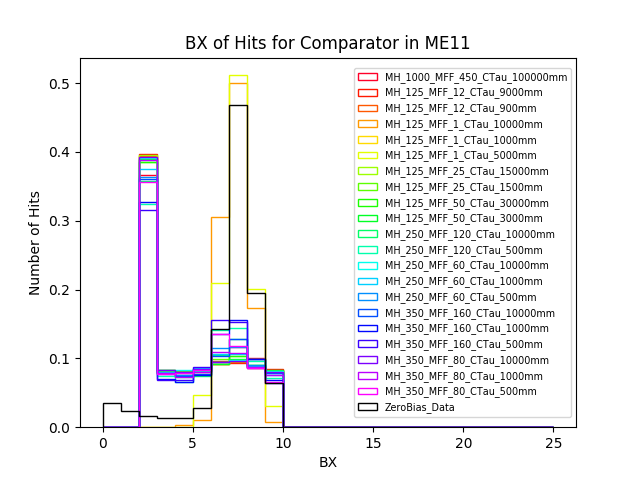 BX of Hits for Comparator in ME11
Number of Hits
0.5
0.4
0.3
0.2
0.1
0.0
MH_1000_MFF_450_CTau_100000mm
MH_125_MFF_12_CTau_9000mm
MH_125_MFF_12_CTau_900mm
MH_125_MFF_1_CTau_10000mm
MH_125_MFF_1_CTau_1000mm
MH_125_MFF_1_CTau_5000mm
MH_125_MFF_25_CTau_15000mm
MH_125_MFF_25_CTau_1500mm
MH_125_MFF_50_CTau_30000mm
MH_125_MFF_50_CTau_3000mm
MH_250_MFF_120_CTau_10000mm
MH_250_MFF_120_CTau_500mm
MH_250_MFF_60_CTau_10000mm
MH_250_MFF_60_CTau_1000mm
MH_250_MFF_60_CTau_500mm
MH_350_MFF_160_CTau_10000mm
MH_350_MFF_160_CTau_1000mm
MH_350_MFF_160_CTau_500mm
MH_350_MFF_80_CTau_10000mm
MH_350_MFF_80_CTau_1000mm
MH_350_MFF_80_CTau_500mm
ZeroBias_Data
0 5 10 15 20 25
BX